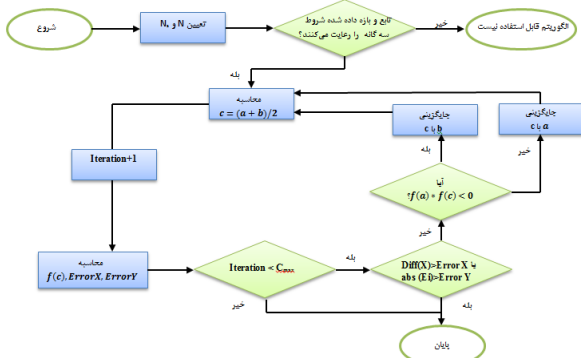 شروع
تعیین N و Nₑ
تابع و بازه داده شده شروط
سه گانه را رعایت می‌کنند؟
خیر
الگوریتم قابل استفاده نیست
بله
محاسبه
c = (a + b)/2
جایگزینی
b با c
جایگزینی
a با c
Iteration+1
بله
خیر
آیا
f(a) ∗ f(c) < 0؟
خیر
محاسبه
f(c), ErrorX, ErrorY
Iteration < Cmax
بله
Diff(X)>Error X یا
abs (Ei)>Error Y
خیر
بله
پایان